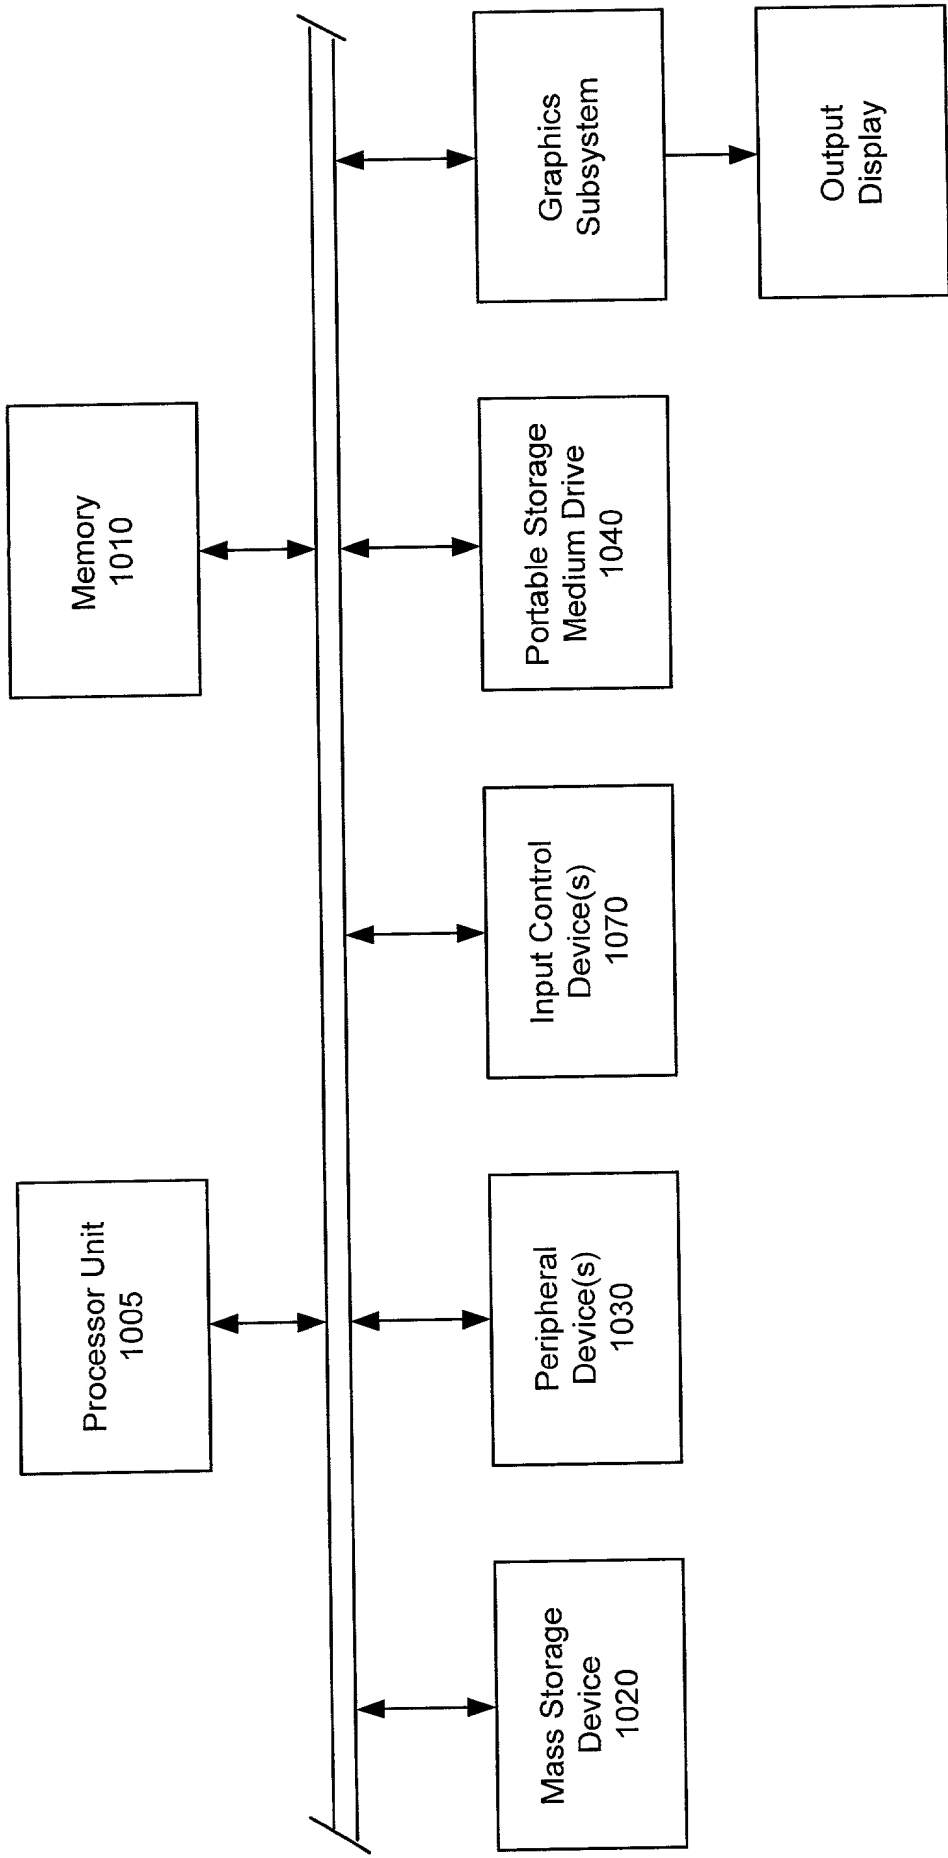 Processor Unit
1005
Memory
1010
Mass Storage
Device
1020
Peripheral
Device(s)
1030
Input Control
Device(s)
1070
Portable Storage
Medium Drive
1040
Graphics
Subsystem
Output
Display